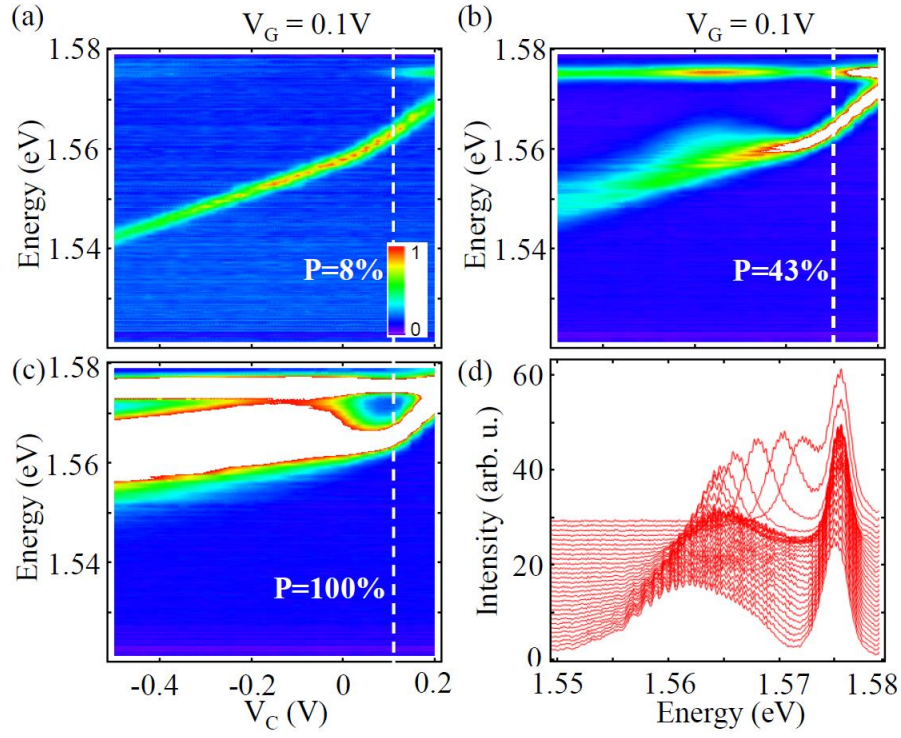 (a)
V_G = 0.1V
(b)
V_G = 0.1V
1.58
1.56
1.54
Energy (eV)
P=8%
1
0
1.58
1.56
1.54
Energy (eV)
P=43%
(c)
1.58
1.56
1.54
Energy (eV)
P=100%
-0.4
-0.2
0
0.2
V_C (V)
(d)
60
40
20
0
Intensity (arb. u.)
1.55
1.56
1.57
1.58
Energy (eV)